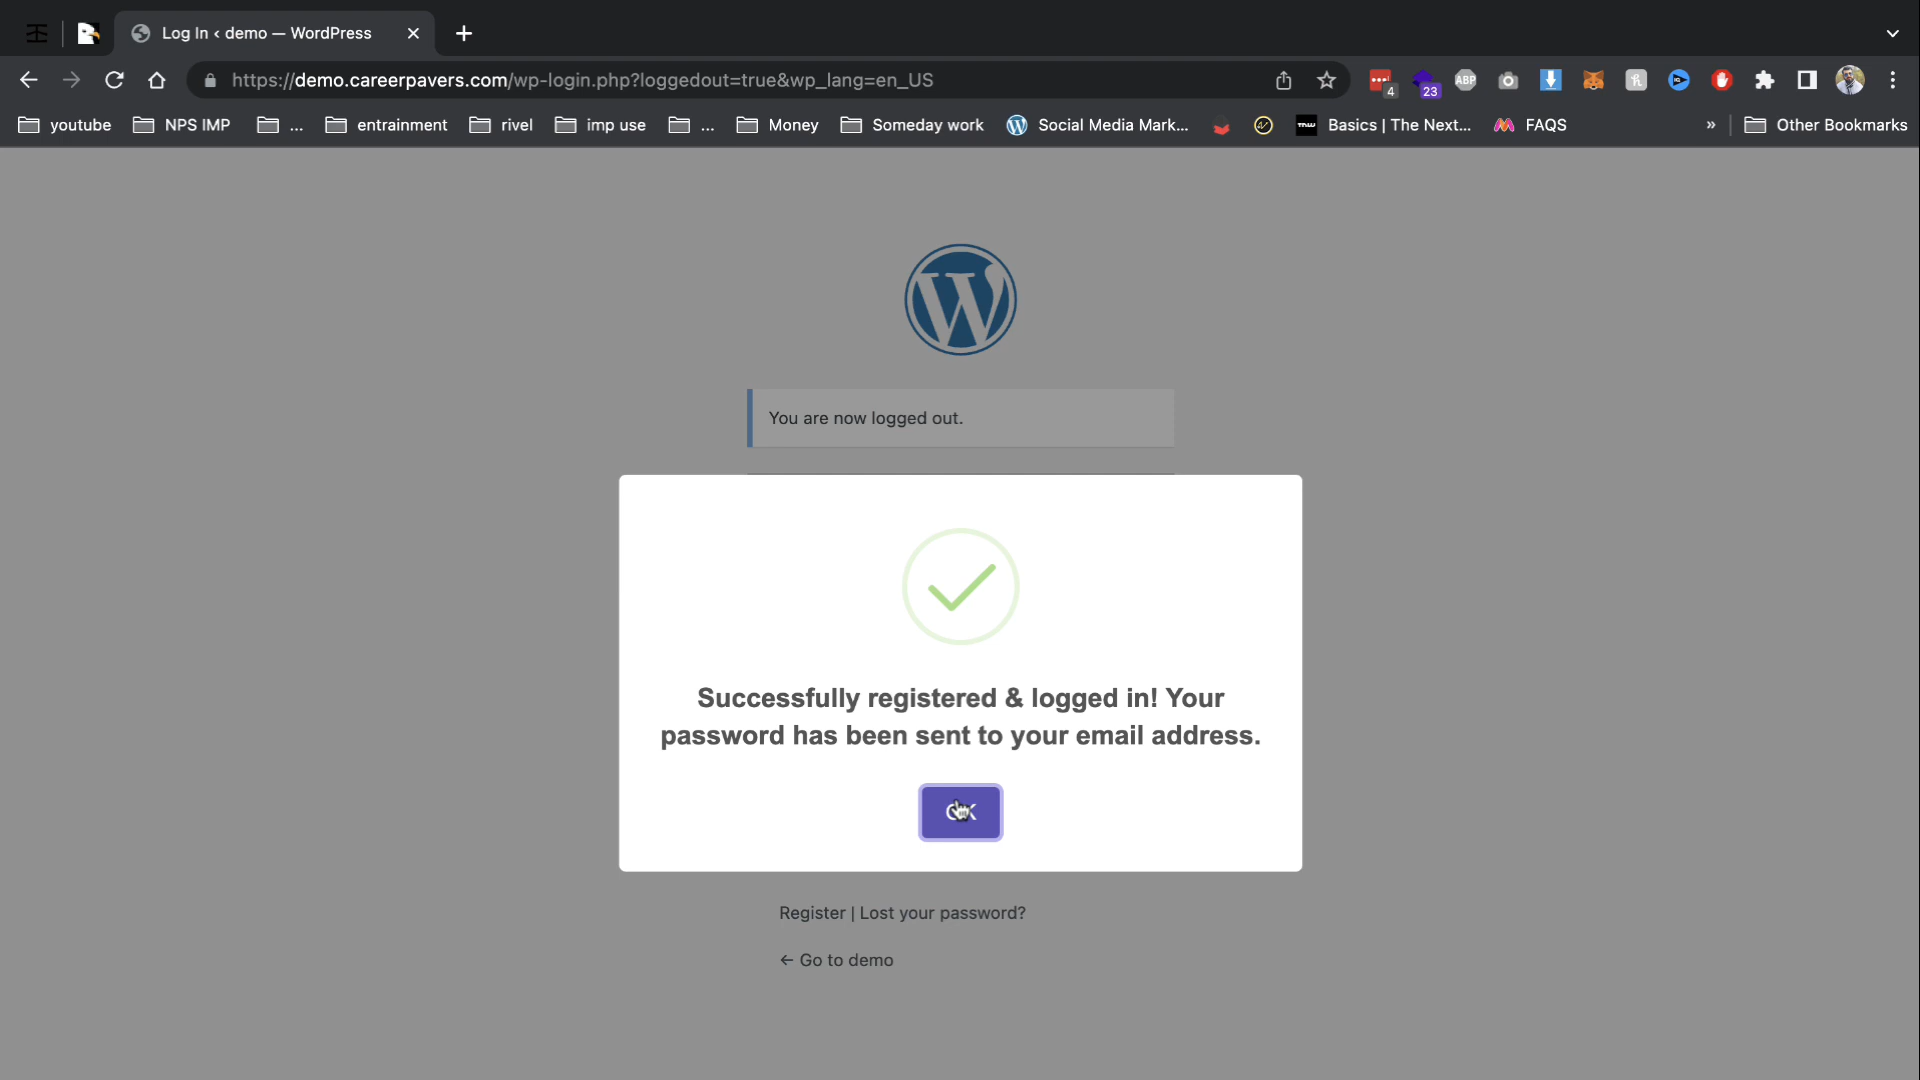 Log In ‹ demo — WordPress
https://demo.careerpavers.com/wp-login.php?loggedout=true&wp_lang=en_US
4
23
ABP
youtube
NPS IMP
...
entrainment
rivel
imp use
...
Money
Someday work
Social Media Mark...
Basics | The Next...
FAQS
»
Other Bookmarks
You are now logged out.
Successfully registered & logged in! Your
password has been sent to your email address.
OK
Register | Lost your password?
← Go to demo